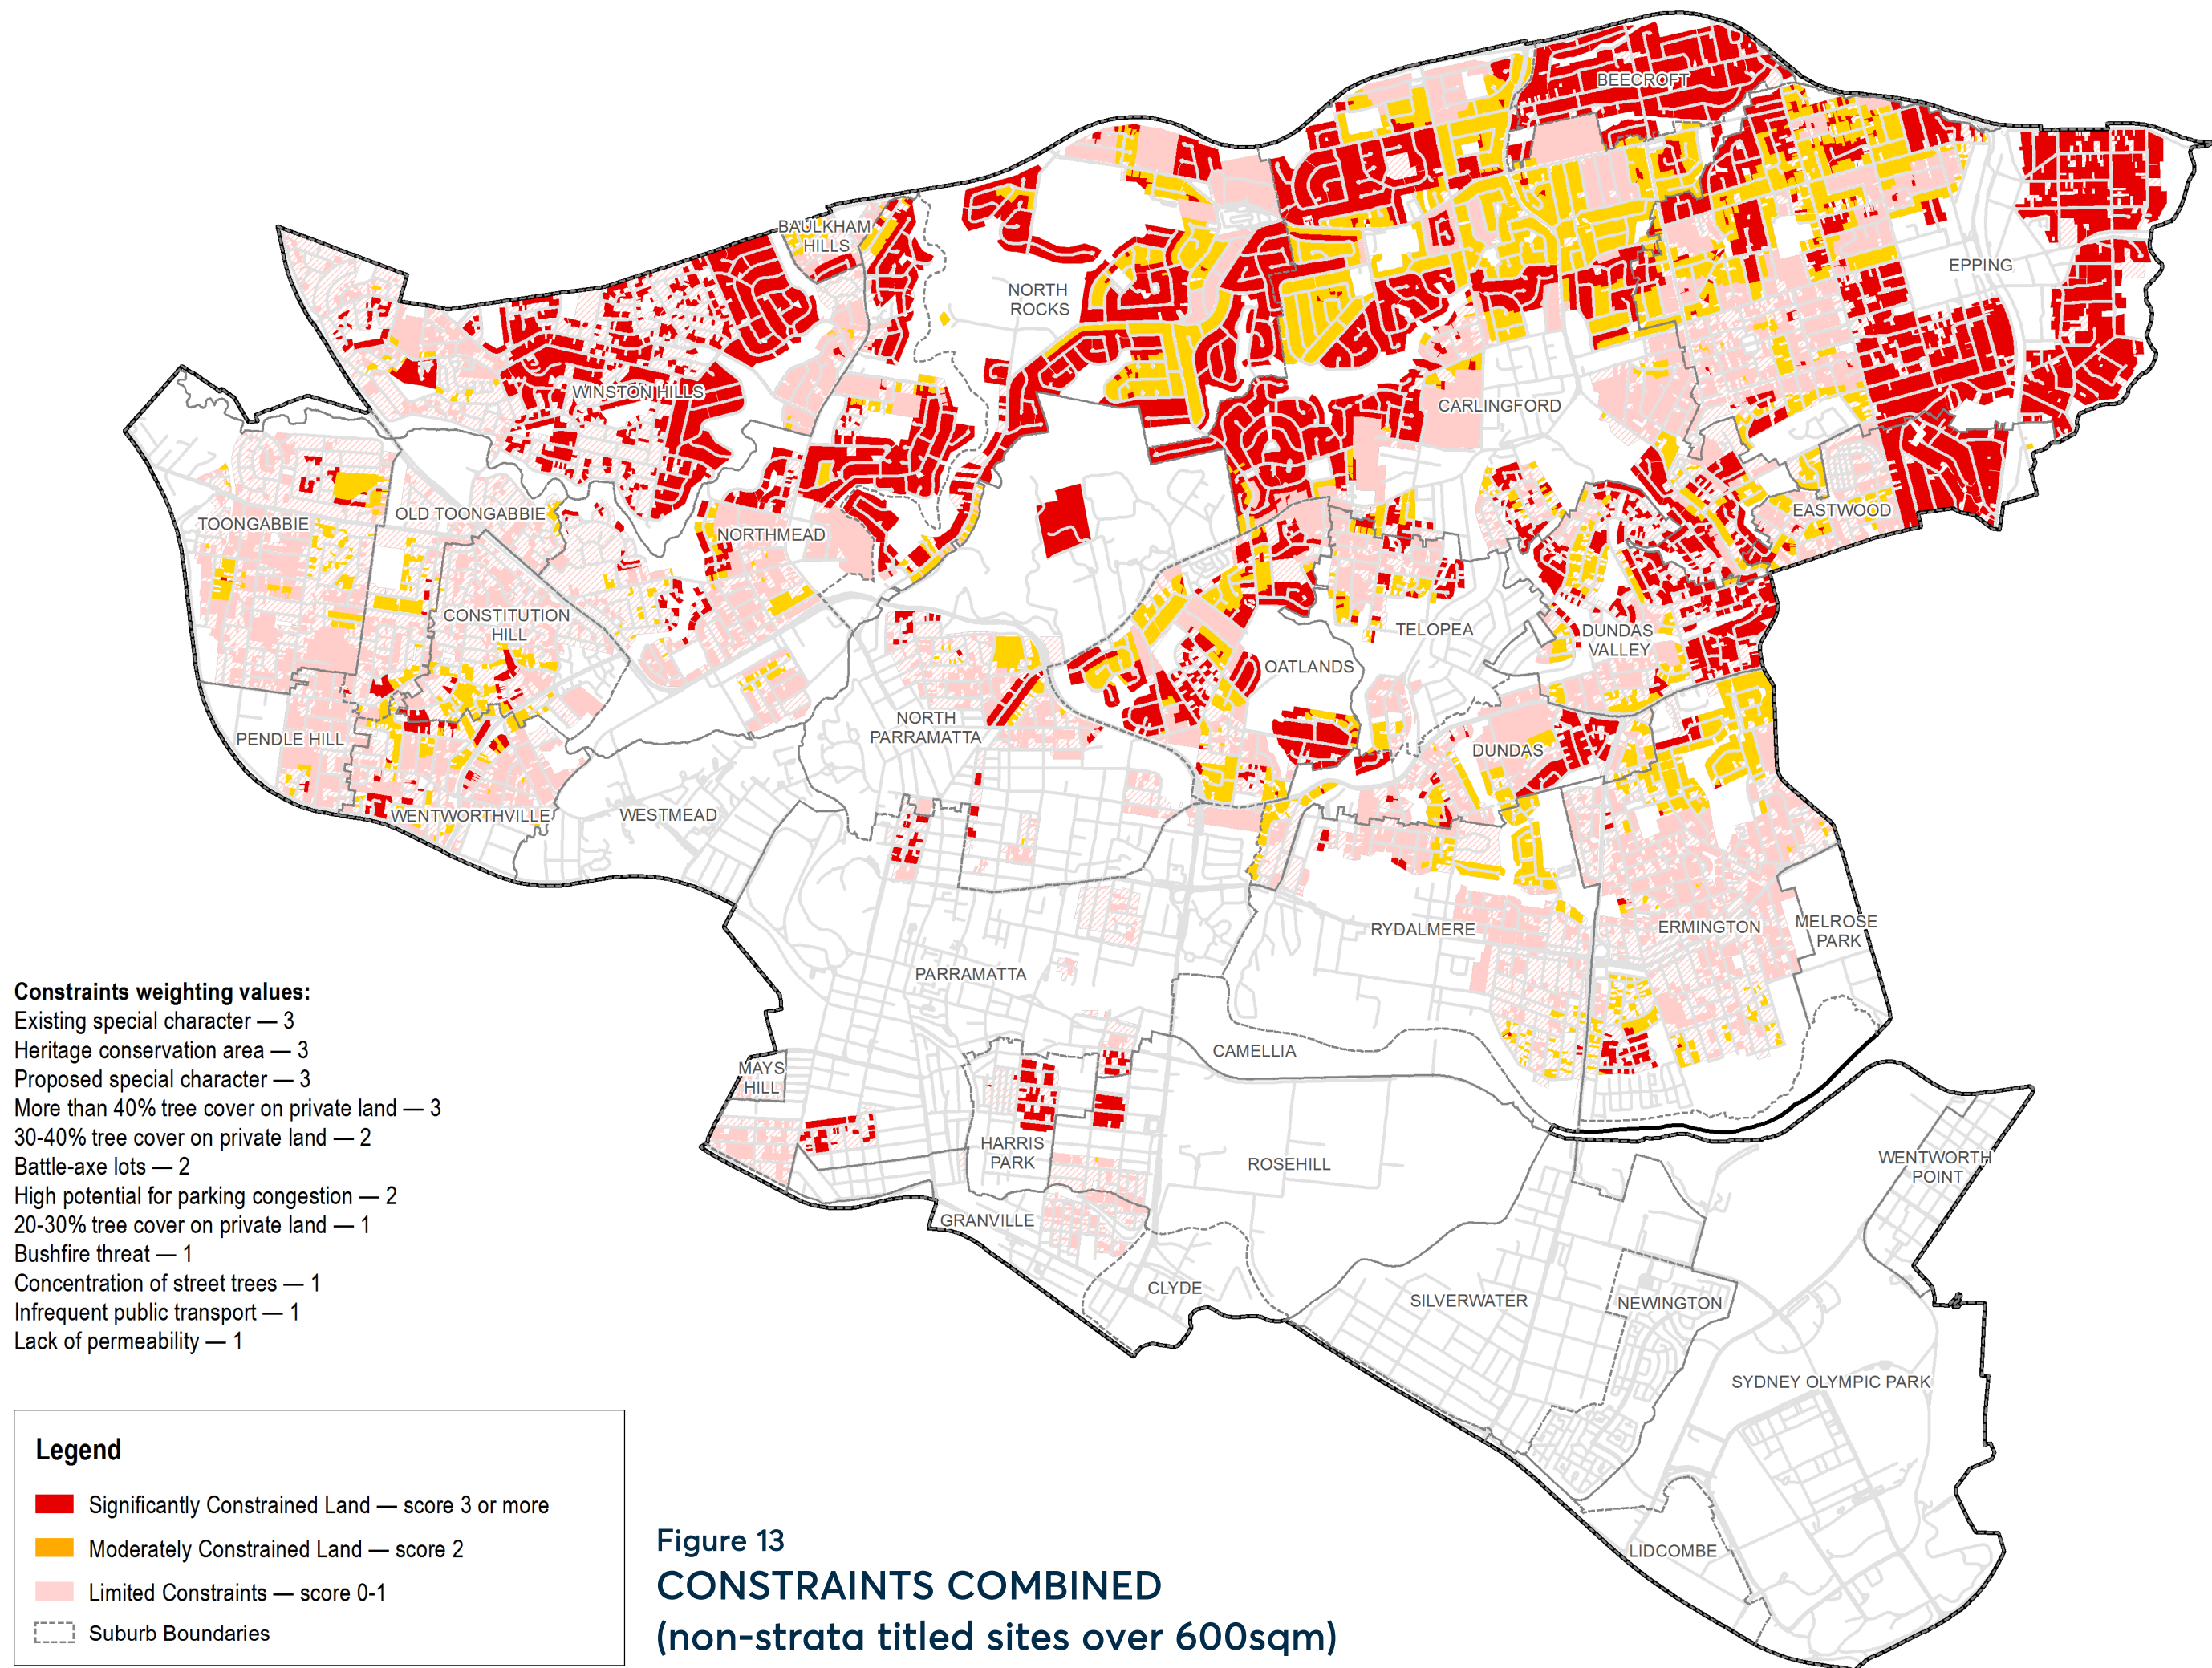 BEECROFT
BAULKHAM
HILLS
EPPING
NORTH
ROCKS
WINSTON HILLS
CARLINGFORD
TOONGABBIE
OLD TOONGABBIE
NORTHMEAD
EASTWOOD
CONSTITUTION
HILL
TELOPEA
DUNDAS
VALLEY
OATLANDS
PENDLE HILL
NORTH
PARRAMATTA
DUNDAS
WENTWORTHVILLE
WESTMEAD
RYDALMERE
ERMINGTON
MELROSE
PARK
PARRAMATTA
CAMELLIA
MAYS
HILL
HARRIS
PARK
ROSEHILL
WENTWORTH
POINT
GRANVILLE
CLYDE
SILVERWATER
NEWINGTON
SYDNEY OLYMPIC PARK
LIDCOMBE
Constraints weighting values:
Existing special character — 3
Heritage conservation area — 3
Proposed special character — 3
More than 40% tree cover on private land — 3
30-40% tree cover on private land — 2
Battle-axe lots — 2
High potential for parking congestion — 2
20-30% tree cover on private land — 1
Bushfire threat — 1
Concentration of street trees — 1
Infrequent public transport — 1
Lack of permeability — 1
Legend
Significantly Constrained Land — score 3 or more
Moderately Constrained Land — score 2
Limited Constraints — score 0-1
Suburb Boundaries
Figure 13
CONSTRAINTS COMBINED
(non-strata titled sites over 600sqm)